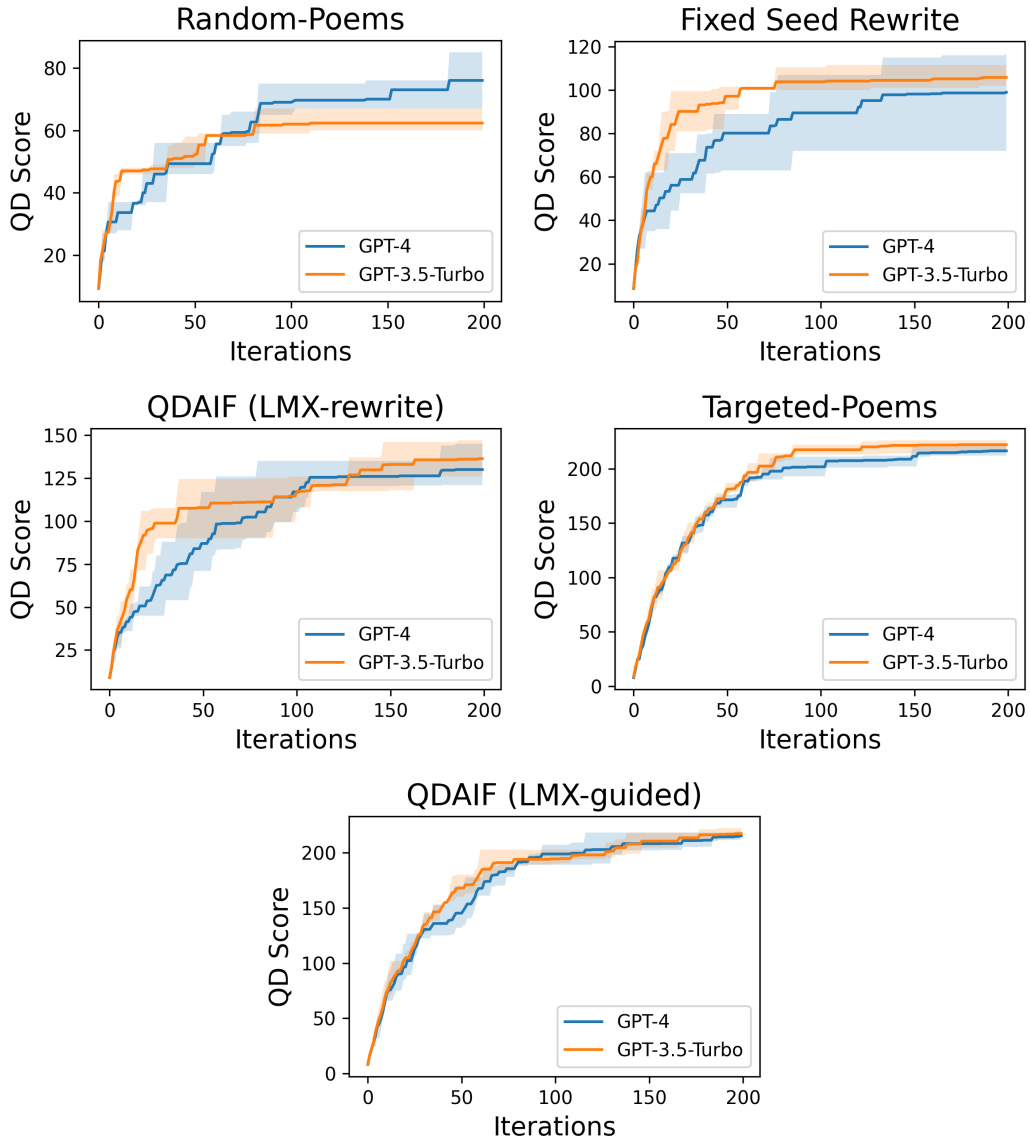 Random-Poems
QD Score
80
60
40
20
GPT-4
GPT-3.5-Turbo
0 50 100 150 200
Iterations
Fixed Seed Rewrite
QD Score
120
100
80
60
40
20
GPT-4
GPT-3.5-Turbo
0 50 100 150 200
Iterations
QDAIF (LMX-rewrite)
QD Score
150
125
100
75
50
25
GPT-4
GPT-3.5-Turbo
0 50 100 150 200
Iterations
Targeted-Poems
QD Score
200
150
100
50
0
GPT-4
GPT-3.5-Turbo
0 50 100 150 200
Iterations
QDAIF (LMX-guided)
QD Score
200
150
100
50
0
GPT-4
GPT-3.5-Turbo
0 50 100 150 200
Iterations